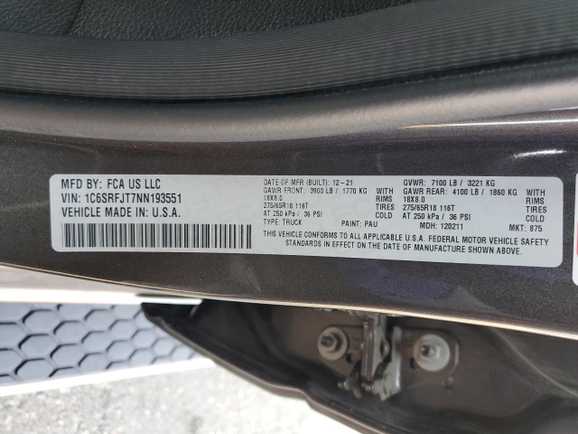 MFD BY: FCA US LLC
VIN: 1C6SRFJT7NN193551
VEHICLE MADE IN: U.S.A.
DATE OF MFR (BUILT): 12-21 GVWR: 7100 LB / 3221 KG
GAWR FRONT: 3900 LB / 1770 KG GAWR REAR: 4100 LB / 1860 KG
18X8.0 18X8.0
275/65R18 116T 275/65R18 116T
COLD TIRES COLD TIRES
AT 250 kPa / 36 PSI AT 250 kPa / 36 PSI
TYPE: TRUCK PAINT: PAU MDH: 120211 MKT: 875
THIS VEHICLE CONFORMS TO ALL APPLICABLE U.S.A. FEDERAL MOTOR VEHICLE SAFETY
STANDARDS IN EFFECT ON THE DATE OF MANUFACTURE SHOWN ABOVE.